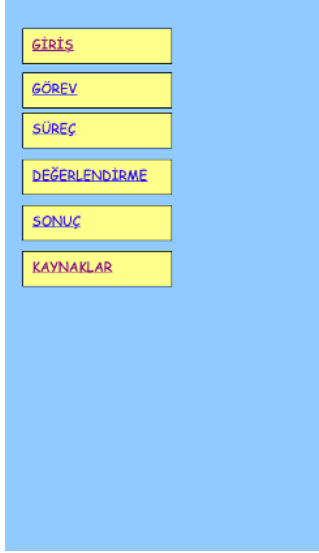 GİRİŞ
GÖREV
SÜREÇ
DEĞERLENDİRME
SONUÇ
KAYNAKLAR